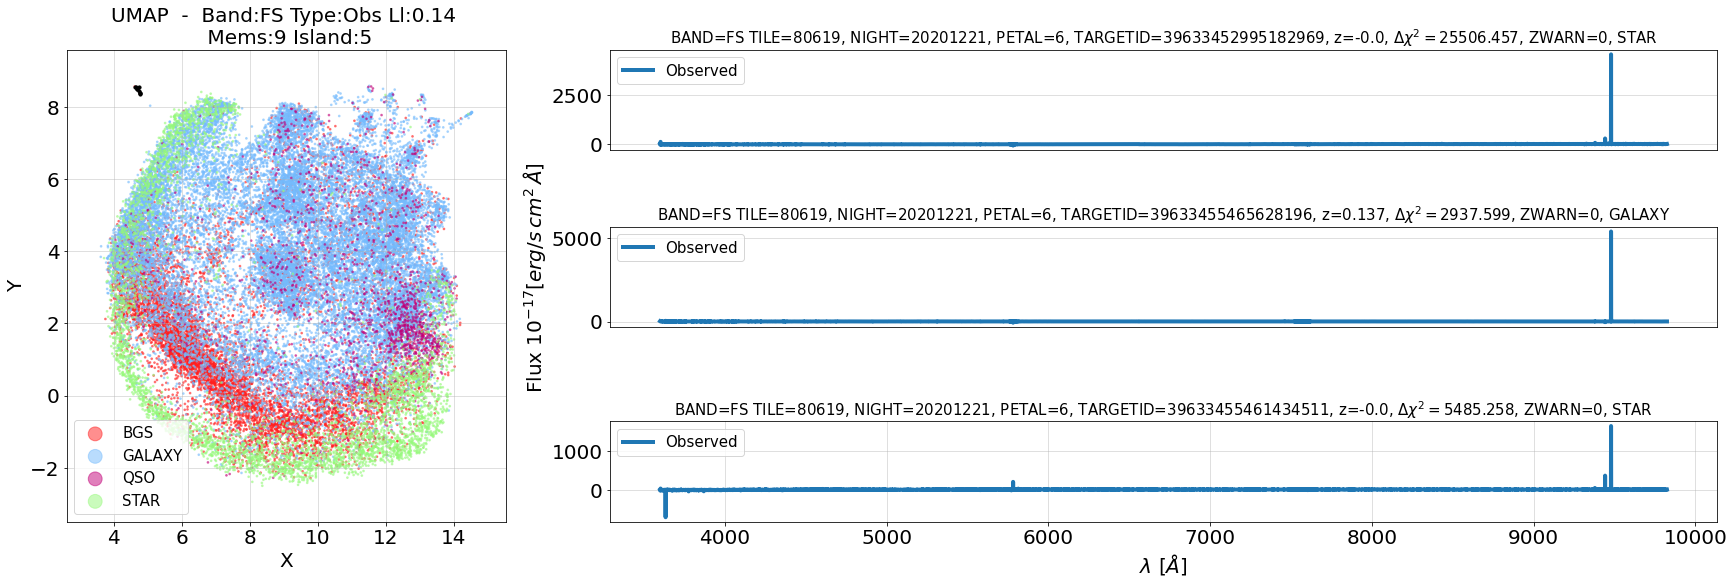 UMAP - Band:FS Type:Obs Ll:0.14
Mems:9 Island:5
Y
8
6
4
2
0
−2
BGS
GALAXY
QSO
STAR
4 6 8 10 12 14
X
Flux 10^{-17}[erg/s cm^2 Å]
BAND=FS TILE=80619, NIGHT=20201221, PETAL=6, TARGETID=39633452995182969, z=-0.0, Δχ² = 25506.457, ZWARN=0, STAR
Observed
2500
0
BAND=FS TILE=80619, NIGHT=20201221, PETAL=6, TARGETID=39633455465628196, z=0.137, Δχ² = 2937.599, ZWARN=0, GALAXY
Observed
5000
0
BAND=FS TILE=80619, NIGHT=20201221, PETAL=6, TARGETID=39633455461434511, z=-0.0, Δχ² = 5485.258, ZWARN=0, STAR
Observed
1000
0
4000 5000 6000 7000 8000 9000 10000
λ [Å]